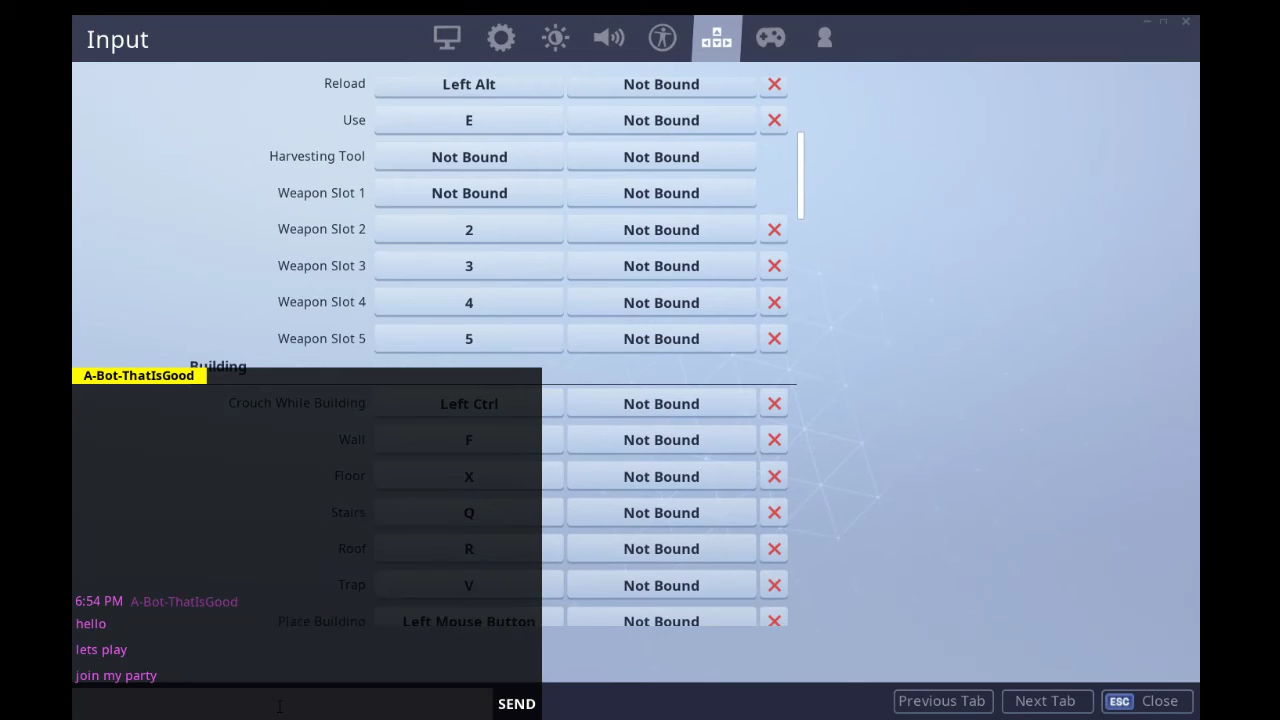 Input
Reload Left Alt Not Bound
Use E Not Bound
Harvesting Tool Not Bound Not Bound
Weapon Slot 1 Not Bound Not Bound
Weapon Slot 2 2 Not Bound
Weapon Slot 3 3 Not Bound
Weapon Slot 4 4 Not Bound
Weapon Slot 5 5 Not Bound
Building
A-Bot-ThatIsGood
Crouch While Building Left Ctrl Not Bound
Wall F Not Bound
Floor X Not Bound
Stairs Q Not Bound
Roof R Not Bound
Trap V Not Bound
Place Building Left Mouse Button Not Bound
6:54 PM A-Bot-ThatIsGood
hello
lets play
join my party
SEND
Previous Tab Next Tab ESC Close